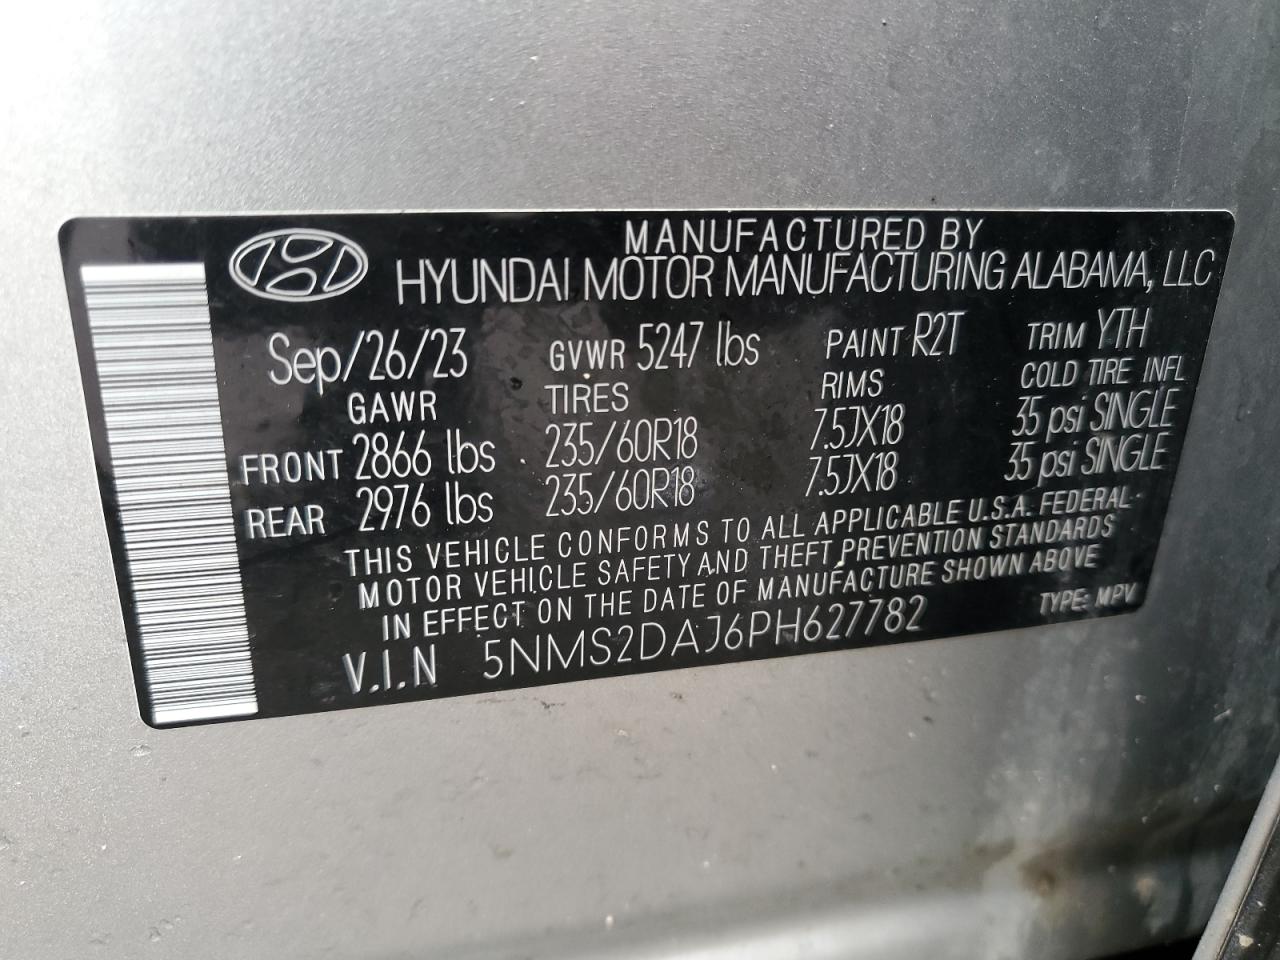 MANUFACTURED BY
HYUNDAI MOTOR MANUFACTURING ALABAMA, LLC
Sep/26/23 GVWR 5247 lbs PAINT R2T TRIM YTH
GAWR TIRES RIMS COLD TIRE INFL
FRONT 2866 lbs 235/60R18 7.5JX18 35 psi SINGLE
REAR 2976 lbs 235/60R18 7.5JX18 35 psi SINGLE
THIS VEHICLE CONFORMS TO ALL APPLICABLE U.S.A. FEDERAL
MOTOR VEHICLE SAFETY AND THEFT PREVENTION STANDARDS
IN EFFECT ON THE DATE OF MANUFACTURE SHOWN ABOVE
V.I.N 5NMS2DAJ6PH627782 TYPE: MPV